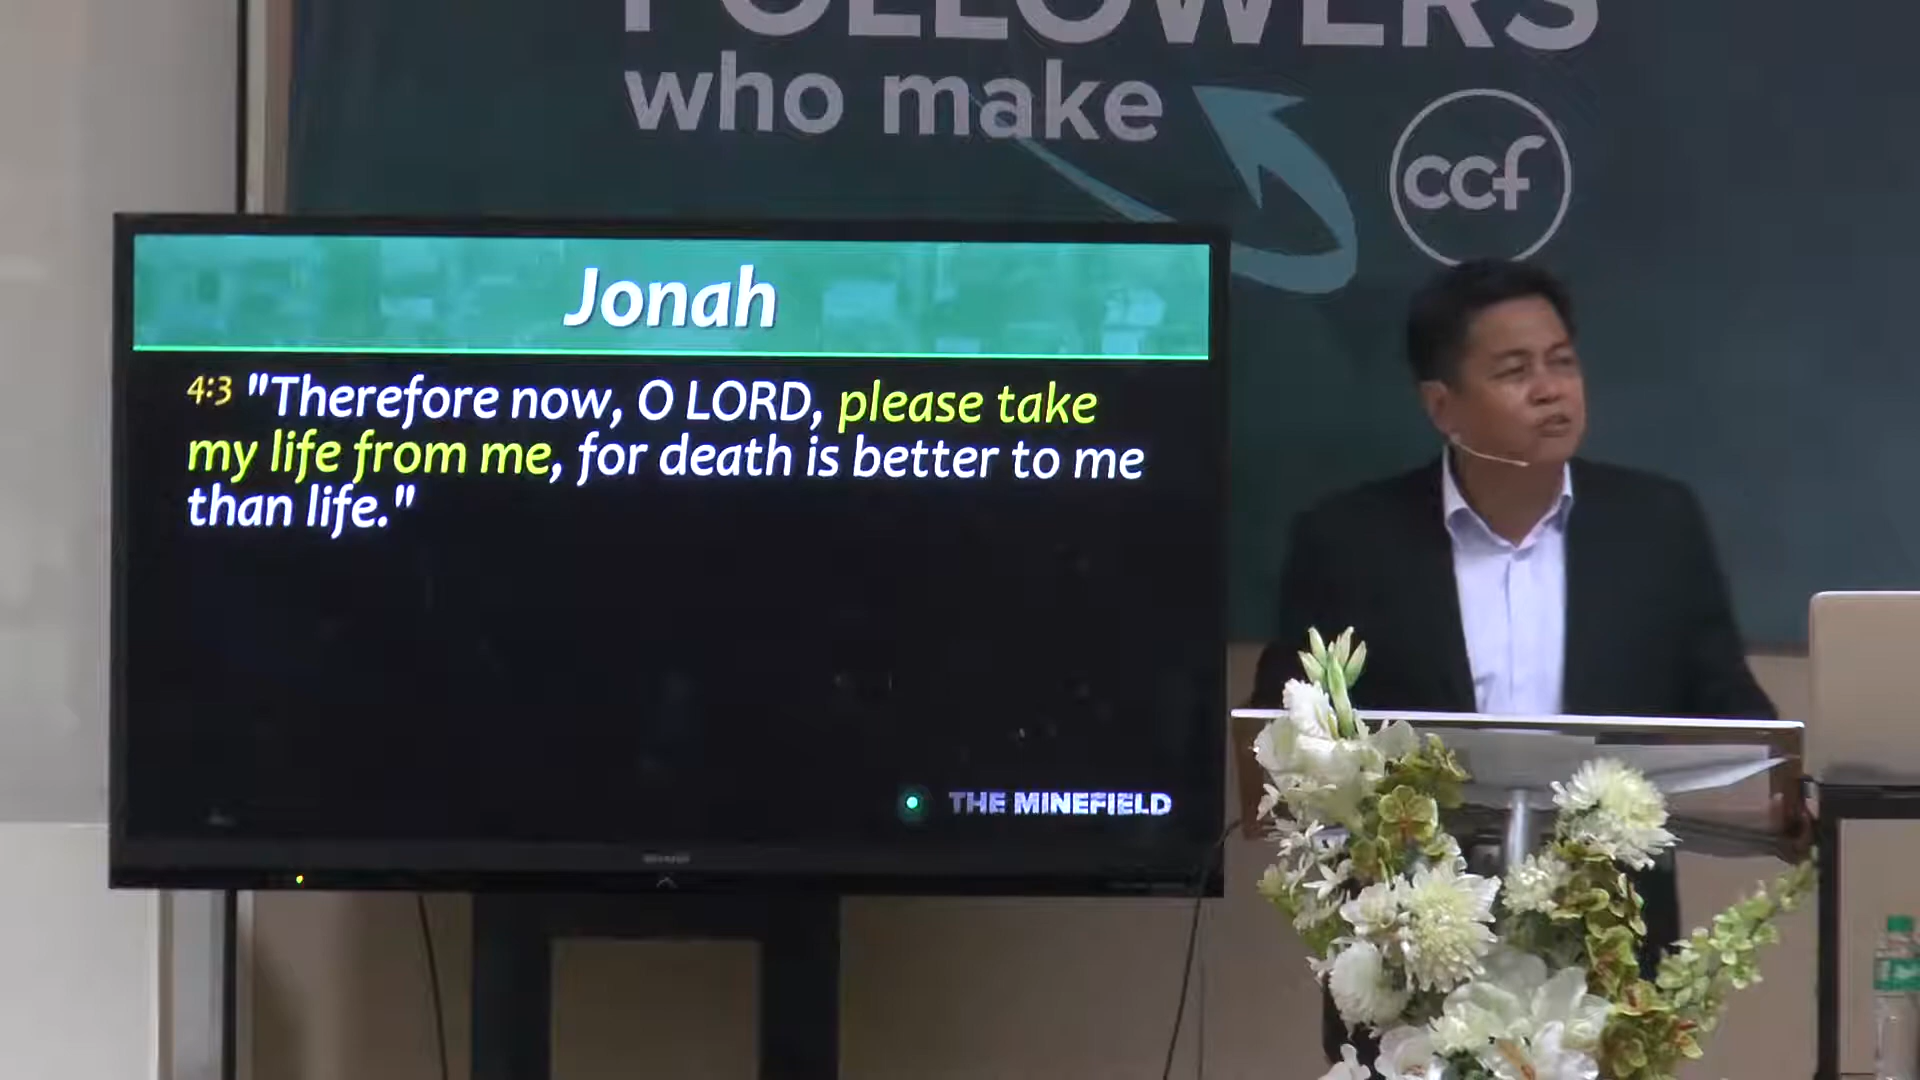 FOLLOWERS
who make
ccf
Jonah
4:3 "Therefore now, O LORD, please take
my life from me, for death is better to me
than life."
THE MINEFIELD